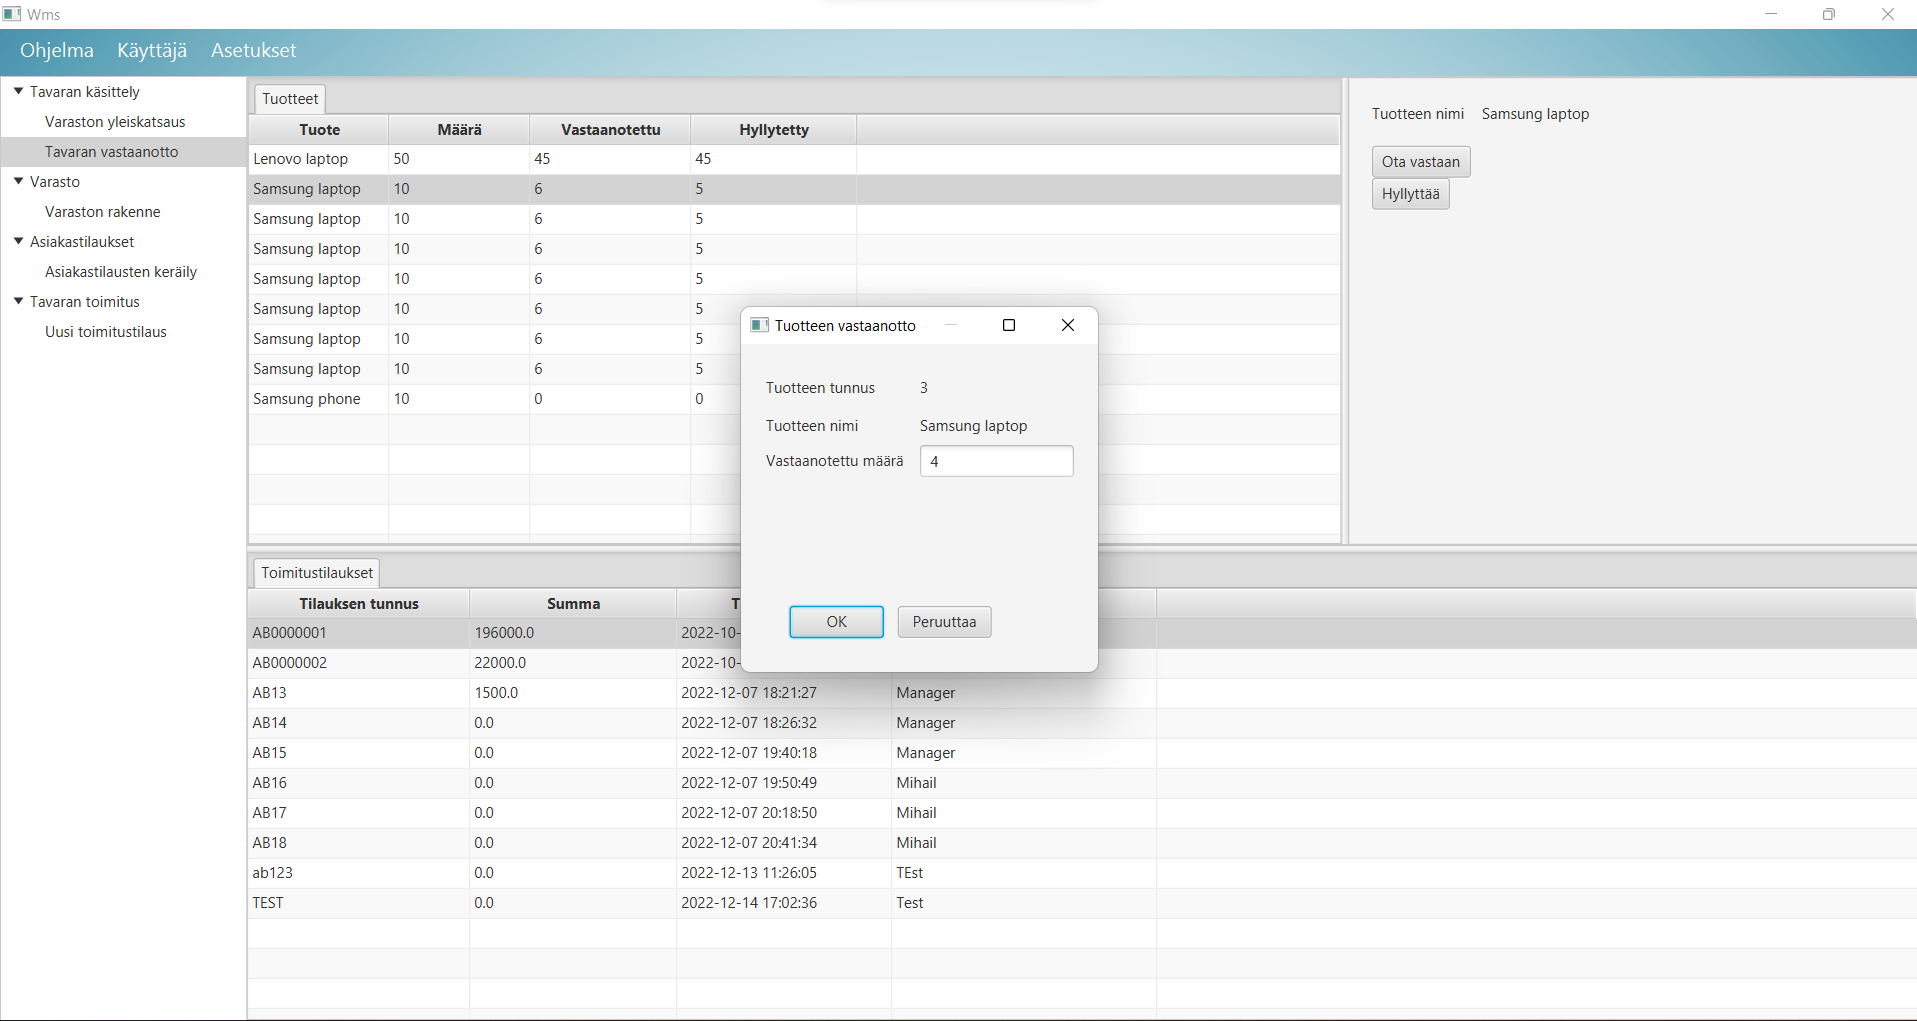 Wms
Ohjelma Käyttäjä Asetukset
Tavaran käsittely
Varaston yleiskatsaus
Tavaran vastaanotto
Varasto
Varaston rakenne
Asiakastilaukset
Asiakastilausten keräily
Tavaran toimitus
Uusi toimitustilaus
Tuotteet
Tuote Määrä Vastaanotettu Hyllytetty
Lenovo laptop 50 45 45
Samsung laptop 10 6 5
Samsung laptop 10 6 5
Samsung laptop 10 6 5
Samsung laptop 10 6 5
Samsung laptop 10 6 5
Samsung laptop 10 6 5
Samsung laptop 10 6 5
Samsung phone 10 0 0
Tuotteen nimi Samsung laptop
Ota vastaan
Hyllyttää
Tuotteen vastaanotto
Tuotteen tunnus 3
Tuotteen nimi Samsung laptop
Vastaanotettu määrä 4
OK Peruuttaa
Toimitustilaukset
Tilauksen tunnus Summa
AB0000001 196000.0 2022-10-
AB0000002 22000.0 2022-10-
AB13 1500.0 2022-12-07 18:21:27 Manager
AB14 0.0 2022-12-07 18:26:32 Manager
AB15 0.0 2022-12-07 19:40:18 Manager
AB16 0.0 2022-12-07 19:50:49 Mihail
AB17 0.0 2022-12-07 20:18:50 Mihail
AB18 0.0 2022-12-07 20:41:34 Mihail
ab123 0.0 2022-12-13 11:26:05 TEst
TEST 0.0 2022-12-14 17:02:36 Test